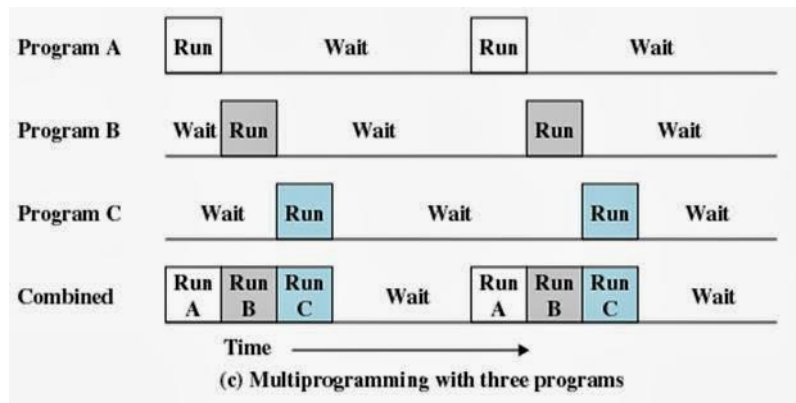 Program A Run Wait Run Wait
Program B Wait Run Wait Run Wait
Program C Wait Run Wait Run Wait
Combined Run A Run B Run C Wait Run A Run B Run C Wait
Time
(c) Multiprogramming with three programs